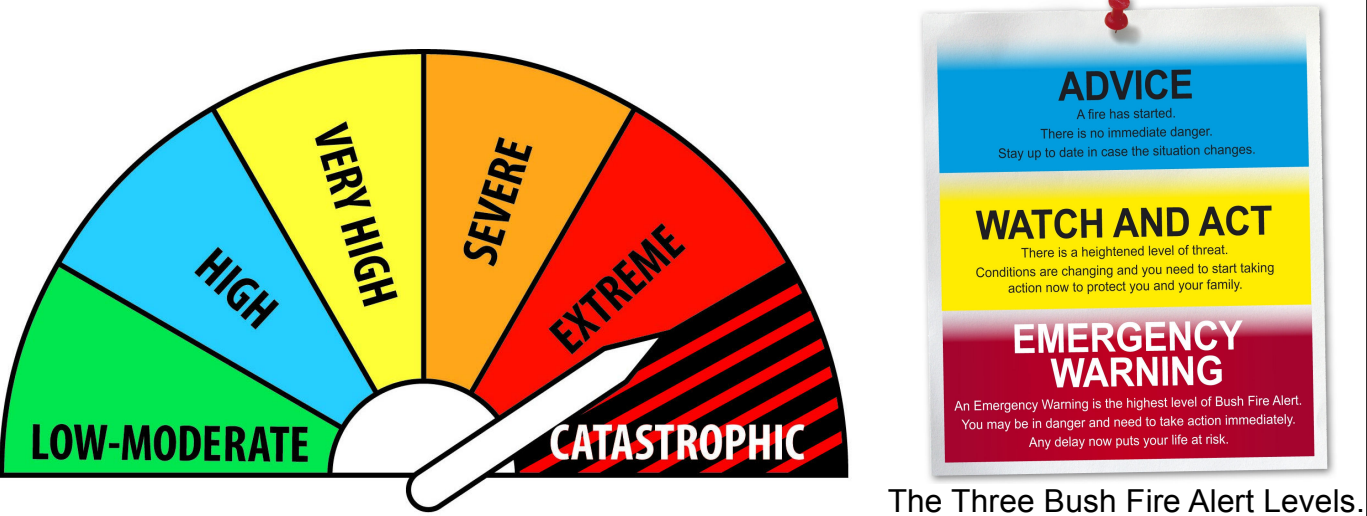 LOW-MODERATE
HIGH
VERY HIGH
SEVERE
EXTREME
CATASTROPHIC
ADVICE
A fire has started.
There is no immediate danger.
Stay up to date in case the situation changes.
WATCH AND ACT
There is a heightened level of threat.
Conditions are changing and you need to start taking
action now to protect you and your family.
EMERGENCY
WARNING
An Emergency Warning is the highest level of Bush Fire Alert.
You may be in danger and need to take action immediately.
Any delay now puts your life at risk.
The Three Bush Fire Alert Levels.